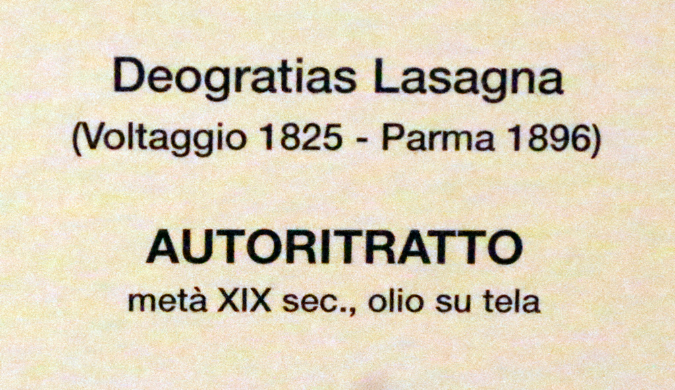 Deogratias Lasagna
(Voltaggio 1825 - Parma 1896)
AUTORITRATTO
metà XIX sec., olio su tela